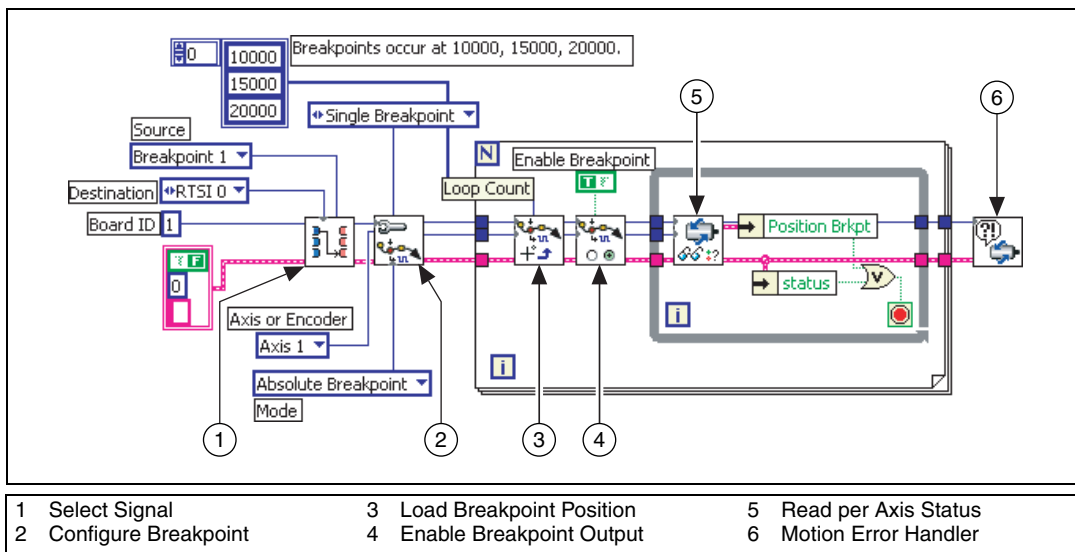 0
10000
15000
20000
Breakpoints occur at 10000, 15000, 20000.
Single Breakpoint
Source
Breakpoint 1
Destination
RTSI 0
Board ID
1
F
0
Axis or Encoder
Axis 1
Absolute Breakpoint
Mode
N
Loop Count
Enable Breakpoint
T
Position Brkpt
status
V
i
i
?!
?
1
2
3
4
5
6
1 Select Signal
2 Configure Breakpoint
3 Load Breakpoint Position
4 Enable Breakpoint Output
5 Read per Axis Status
6 Motion Error Handler